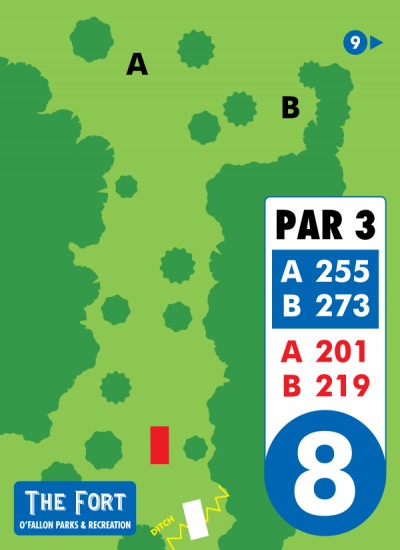 9
A
B
PAR 3
A 255
B 273
A 201
B 219
8
DITCH
THE FORT
O'FALLON PARKS & RECREATION